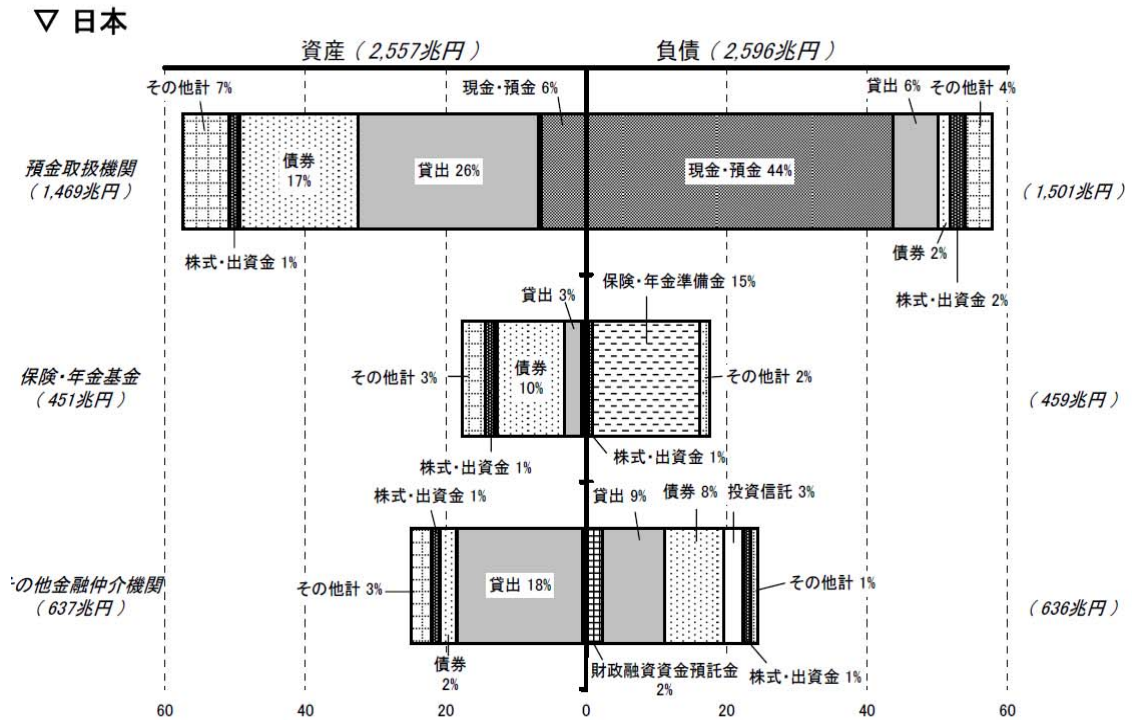 ▽ 日本
資産（ 2,557兆円 ） 負債（ 2,596兆円 ）
60 40 20 0 20 40 60
その他計 7% 現金・預金 6% 貸出 6% その他計 4%
預金取扱機関
（ 1,469兆円 ）
債券
17%
貸出 26%
現金・預金 44%
（ 1,501兆円 ）
株式・出資金 1%
債券 2%
株式・出資金 2%
貸出 3%
保険・年金準備金 15%
保険・年金基金
（ 451兆円 ）
その他計 3%
債券
10%
その他計 2%
（ 459兆円 ）
株式・出資金 1%
株式・出資金 1%
株式・出資金 1%
貸出 9%
債券 8%
投資信託 3%
の他金融仲介機関
（ 637兆円 ）
その他計 3%
貸出 18%
その他計 1%
（ 636兆円 ）
債券
2%
財政融資資金預託金
2%
株式・出資金 1%
60 40 20 0 20 40 60